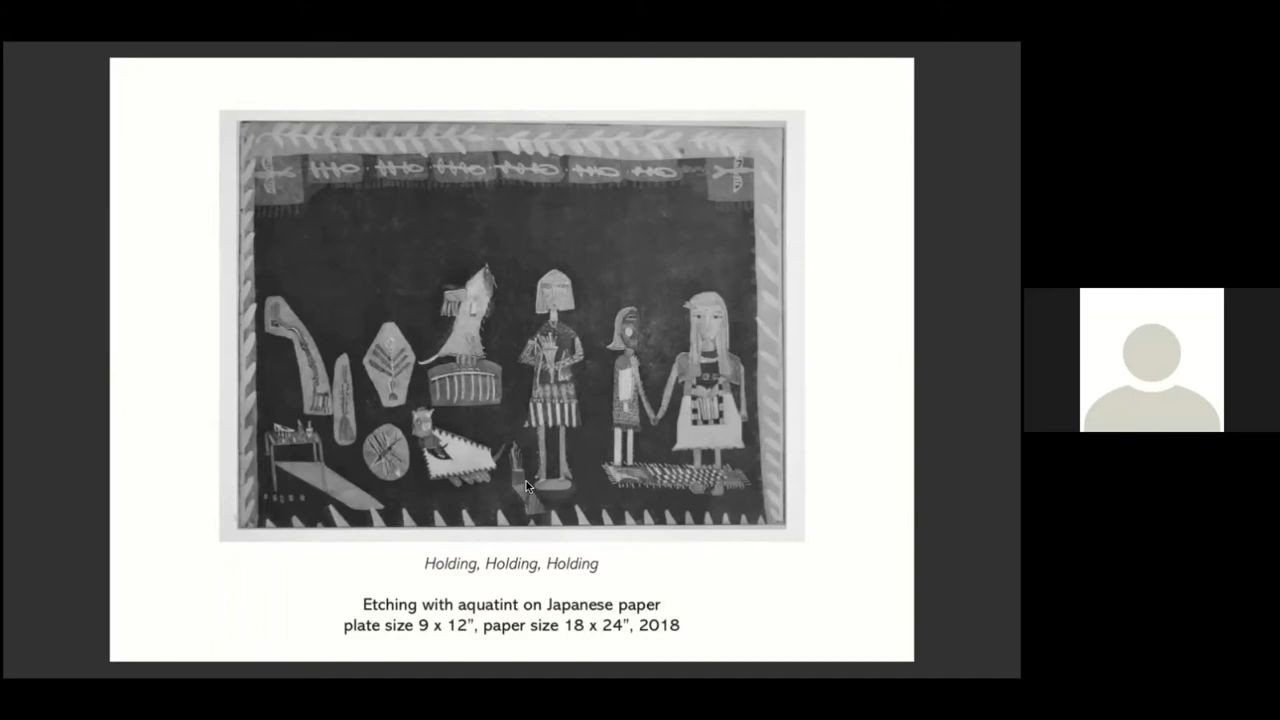 Holding, Holding, Holding
Etching with aquatint on Japanese paper
plate size 9 x 12”, paper size 18 x 24”, 2018